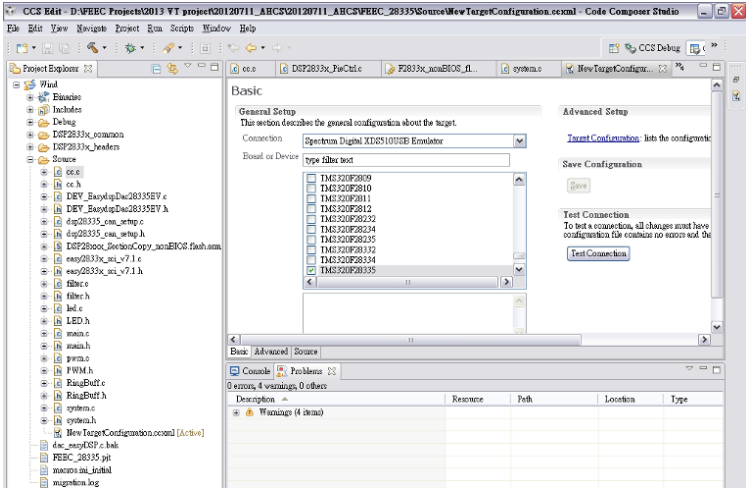 CCS Edit - D:\FEEC Projects\2013 VT project\20120711_AHCS\20120711_AHCS\FEEC_28335\Source\NewTargetConfiguration.ccxml - Code Composer Studio
File Edit View Navigate Project Run Scripts Window Help
CCS Debug
Project Explorer
Wind
Binaries
Includes
Debug
DSP2833x_common
DSP2833x_headers
Source
cc.c
cc.h
DEV_EasydspDac28335EV.c
DEV_EasydspDac28335EV.h
dsp28335_can_setup.c
dsp28335_can_setup.h
DSP28xxx_SectionCopy_nonBIOS.flash.asm
easy2833x_sci_v7.1.c
easy2833x_sci_v7.1.h
filter.c
filter.h
led.c
LED.h
main.c
main.h
pwm.c
PWM.h
RingBuff.c
RingBuff.h
system.c
system.h
NewTargetConfiguration.ccxml [Active]
dac_easyDSP.c.bak
FEEC_28335.pjt
macros.ini_initial
migration.log
cc.c
DSP2833x_PieCtrl.c
F2833x_nonBIOS_fl...
system.c
NewTargetConfigur...
Basic
General Setup
This section describes the general configuration about the target.
Connection
Spectrum Digital XDS510USB Emulator
Board or Device
type filter text
TMS320F2809
TMS320F2810
TMS320F2811
TMS320F2812
TMS320F28232
TMS320F28234
TMS320F28235
TMS320F28332
TMS320F28334
TMS320F28335
Advanced Setup
Target Configuration: lists the configuratic
Save Configuration
Save
Test Connection
To test a connection, all changes must have
configuration file contains no errors and the
Test Connection
Basic Advanced Source
Console Problems
0 errors, 4 warnings, 0 others
Description Resource Path Location Type
Warnings (4 items)